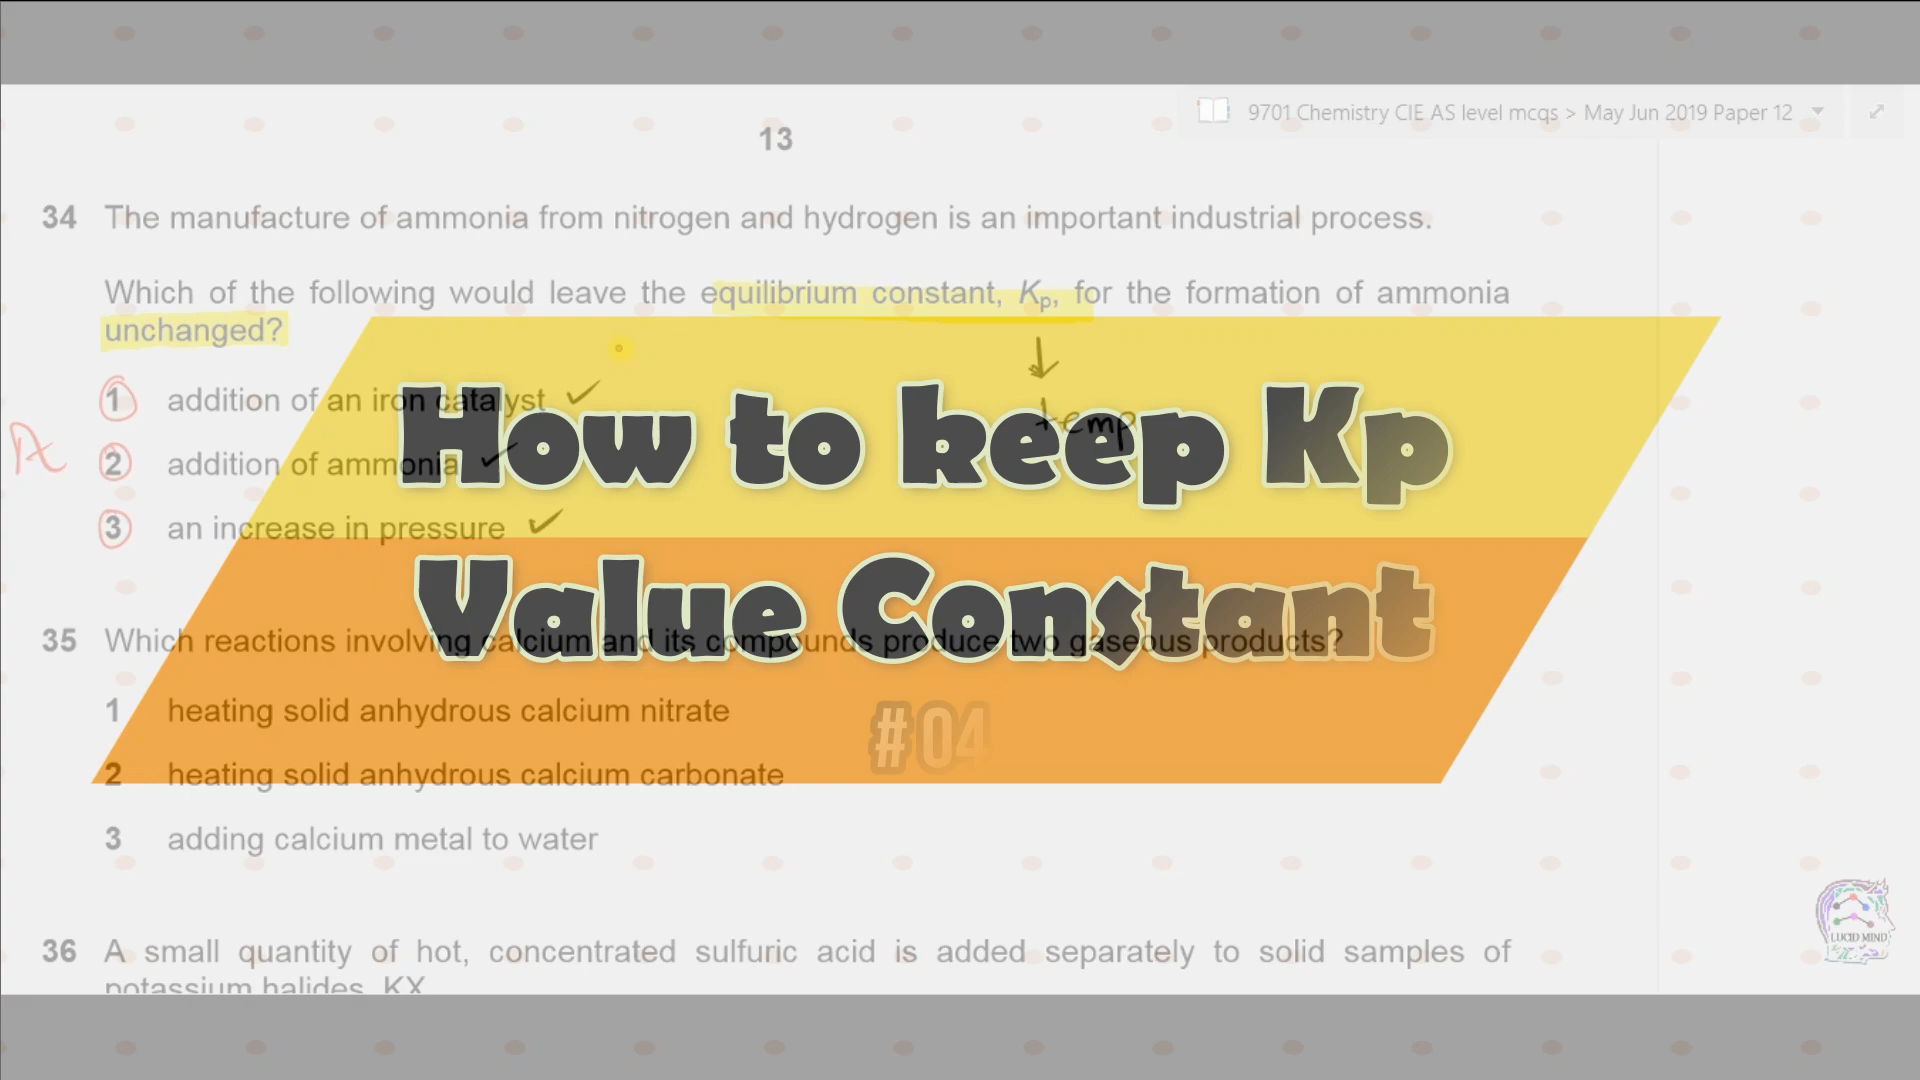 9701 Chemistry CIE AS level mcqs > May Jun 2019 Paper 12
13
34 The manufacture of ammonia from nitrogen and hydrogen is an important industrial process.
Which of the following would leave the equilibrium constant, Kp, for the formation of ammonia
unchanged?
1 addition of an iron catalyst ✓
temp
A
2 addition of ammonia ✓
3 an increase in pressure ✓
How to keep Kp
Value Constant
#04
35 Which reactions involving calcium and its compounds produce two gaseous products?
1 heating solid anhydrous calcium nitrate
2 heating solid anhydrous calcium carbonate
3 adding calcium metal to water
36 A small quantity of hot, concentrated sulfuric acid is added separately to solid samples of
potassium halides, KX
LUCID MIND